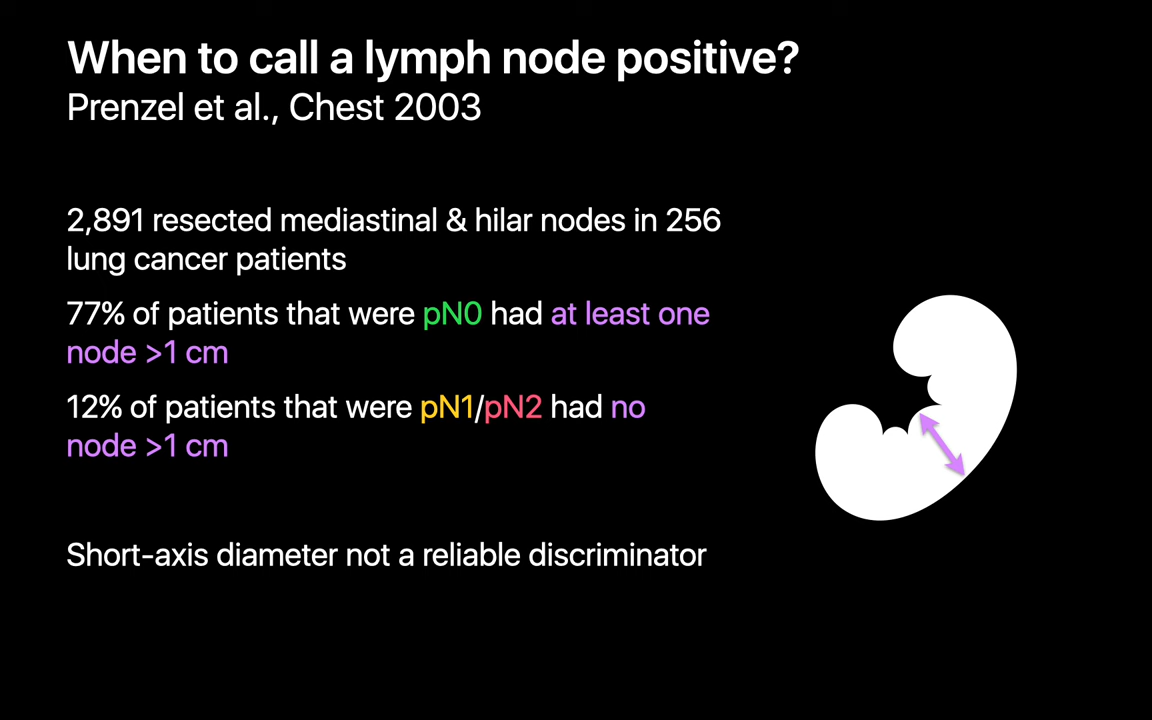 When to call a lymph node positive?
Prenzel et al., Chest 2003
2,891 resected mediastinal & hilar nodes in 256
lung cancer patients
77% of patients that were pN0 had at least one
node >1 cm
12% of patients that were pN1/pN2 had no
node >1 cm
Short-axis diameter not a reliable discriminator